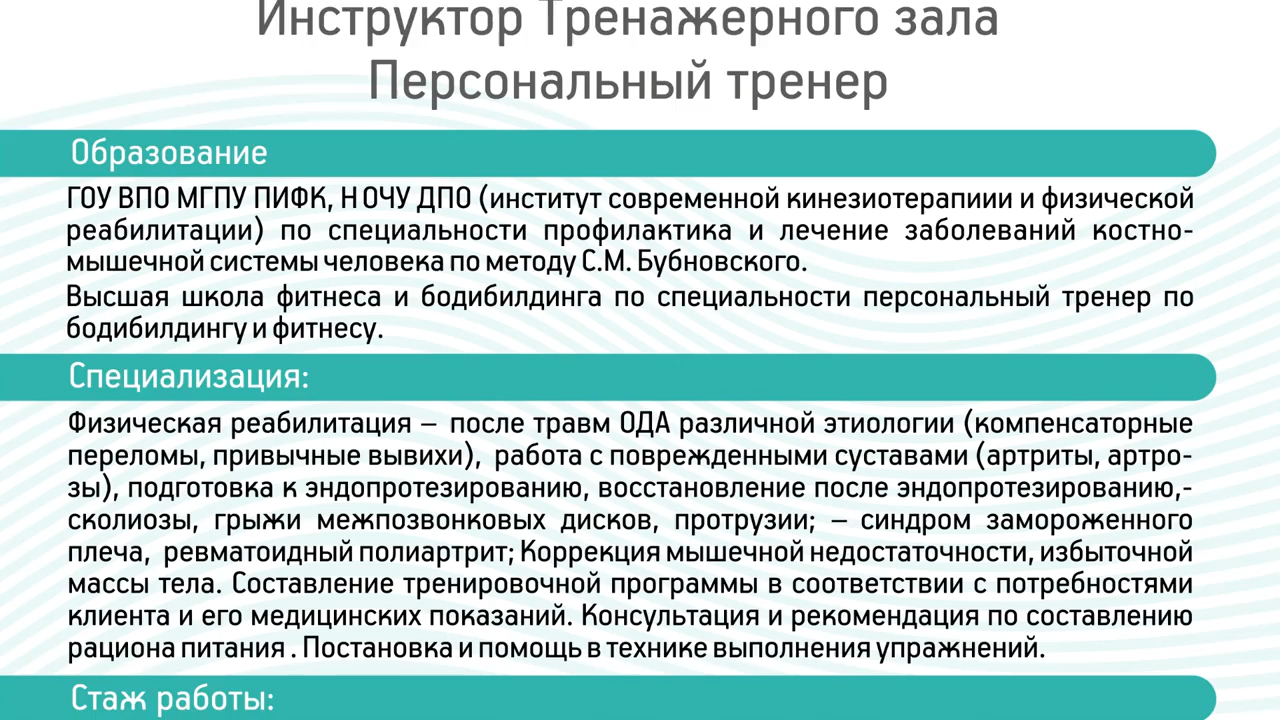 Инструктор Тренажерного зала
Персональный тренер
Образование
ГОУ ВПО МГПУ ПИФК, Н ОЧУ ДПО (институт современной кинезиотерапиии и физической
реабилитации) по специальности профилактика и лечение заболеваний костно-
мышечной системы человека по методу С.М. Бубновского.
Высшая школа фитнеса и бодибилдинга по специальности персональный тренер по
бодибилдингу и фитнесу.
Специализация:
Физическая реабилитация – после травм ОДА различной этиологии (компенсаторные
переломы, привычные вывихи), работа с поврежденными суставами (артриты, артро-
зы), подготовка к эндопротезированию, восстановление после эндопротезированию,-
сколиозы, грыжи межпозвонковых дисков, протрузии; – синдром замороженного
плеча, ревматоидный полиартрит; Коррекция мышечной недостаточности, избыточной
массы тела. Составление тренировочной программы в соответствии с потребностями
клиента и его медицинских показаний. Консультация и рекомендация по составлению
рациона питания . Постановка и помощь в технике выполнения упражнений.
Стаж работы: